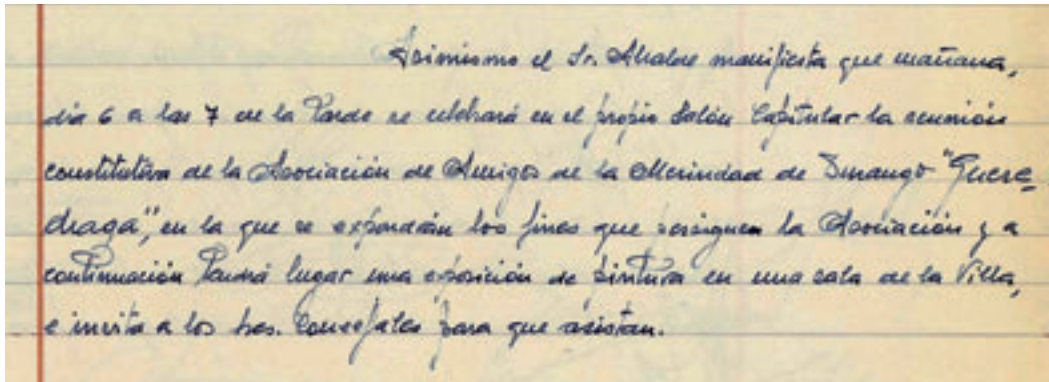 Asimismo el Sr. Alcalde manifiesta que mañana,
día 6 a las 7 de la Tarde se celebrará en el propio Salón Capitular la reunión
constitutiva de la Asociación de Amigos de la Merindad de Durango "Guere-
diaga", en la que se expondrán los fines que persiguen la Asociación y a
continuación Tendrá lugar una exposición de pintura en una sala de la Villa,
e invita a los Sres. Concejales para que asistan.